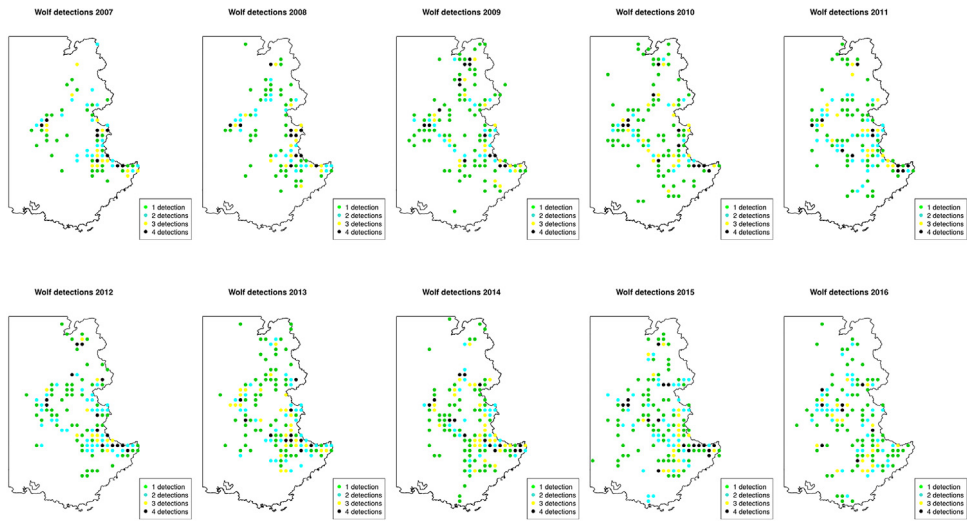 Wolf detections 2007
1 detection
2 detections
3 detections
4 detections
Wolf detections 2008
1 detection
2 detections
3 detections
4 detections
Wolf detections 2009
1 detection
2 detections
3 detections
4 detections
Wolf detections 2010
1 detection
2 detections
3 detections
4 detections
Wolf detections 2011
1 detection
2 detections
3 detections
4 detections
Wolf detections 2012
1 detection
2 detections
3 detections
4 detections
Wolf detections 2013
1 detection
2 detections
3 detections
4 detections
Wolf detections 2014
1 detection
2 detections
3 detections
4 detections
Wolf detections 2015
1 detection
2 detections
3 detections
4 detections
Wolf detections 2016
1 detection
2 detections
3 detections
4 detections